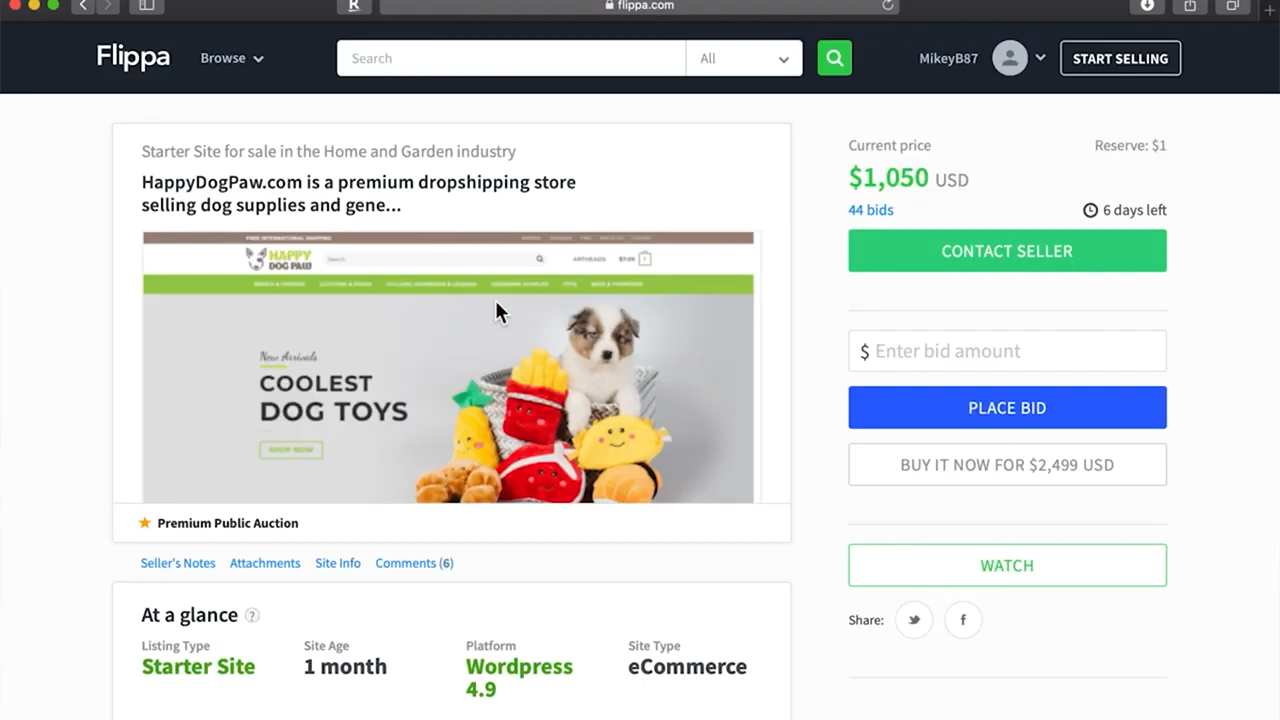 flippa.com
Flippa
Browse
Search
All
MikeyB87
START SELLING
Starter Site for sale in the Home and Garden industry
HappyDogPaw.com is a premium dropshipping store
selling dog supplies and gene...
FREE INTERNATIONAL SHIPPING
HAPPY
DOG PAW
Search
New Arrivals
COOLEST
DOG TOYS
SHOP NOW
Premium Public Auction
Seller's Notes
Attachments
Site Info
Comments (6)
At a glance ?
Listing Type
Starter Site
Site Age
1 month
Platform
Wordpress
4.9
Site Type
eCommerce
Current price
Reserve: $1
$1,050 USD
44 bids
6 days left
CONTACT SELLER
$ Enter bid amount
PLACE BID
BUY IT NOW FOR $2,499 USD
WATCH
Share: